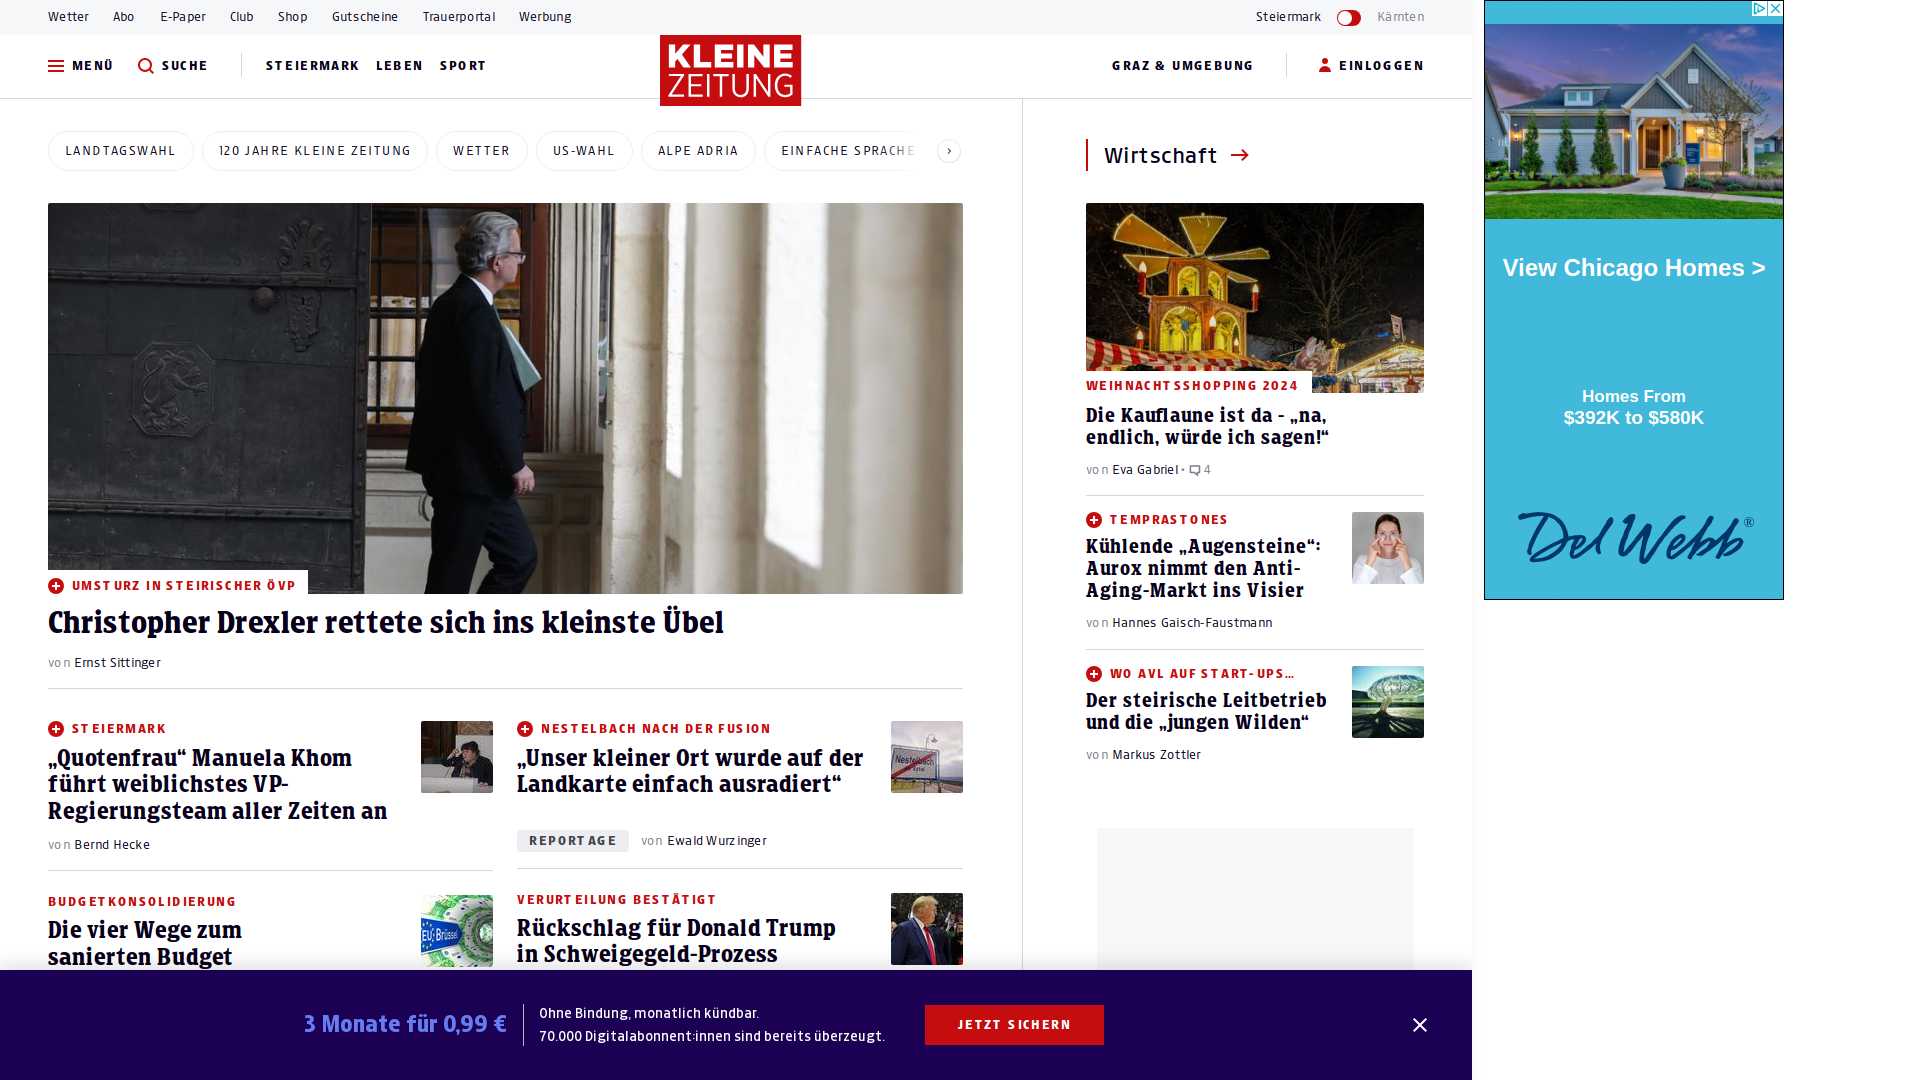 Wetter Abo E-Paper Club Shop Gutscheine Trauerportal Werbung
Steiermark Kärnten
MENÜ SUCHE STEIERMARK LEBEN SPORT
KLEINE
ZEITUNG
GRAZ & UMGEBUNG EINLOGGEN
LANDTAGSWAHL 120 JAHRE KLEINE ZEITUNG WETTER US-WAHL ALPE ADRIA EINFACHE SPRACHE
UMSTURZ IN STEIRISCHER ÖVP
Christopher Drexler rettete sich ins kleinste Übel
von Ernst Sittinger
STEIERMARK
„Quotenfrau“ Manuela Khom
führt weiblichstes VP-
Regierungsteam aller Zeiten an
von Bernd Hecke
NESTELBACH NACH DER FUSION
„Unser kleiner Ort wurde auf der
Landkarte einfach ausradiert“
Nestelbach
REPORTAGE von Ewald Wurzinger
BUDGETKONSOLIDIERUNG
Die vier Wege zum
sanierten Budget
EU: Brüssel
VERURTEILUNG BESTÄTIGT
Rückschlag für Donald Trump
in Schweigegeld-Prozess
Wirtschaft
WEIHNACHTSSHOPPING 2024
Die Kauflaune ist da - „na,
endlich, würde ich sagen!“
von Eva Gabriel • 4
TEMPRASTONES
Kühlende „Augensteine“:
Aurox nimmt den Anti-
Aging-Markt ins Visier
von Hannes Gaisch-Faustmann
WO AVL AUF START-UPS…
Der steirische Leitbetrieb
und die „jungen Wilden“
von Markus Zottler
View Chicago Homes >
Homes From
$392K to $580K
Del Webb®
3 Monate für 0,99 €
Ohne Bindung, monatlich kündbar.
70.000 Digitalabonnent:innen sind bereits überzeugt.
JETZT SICHERN